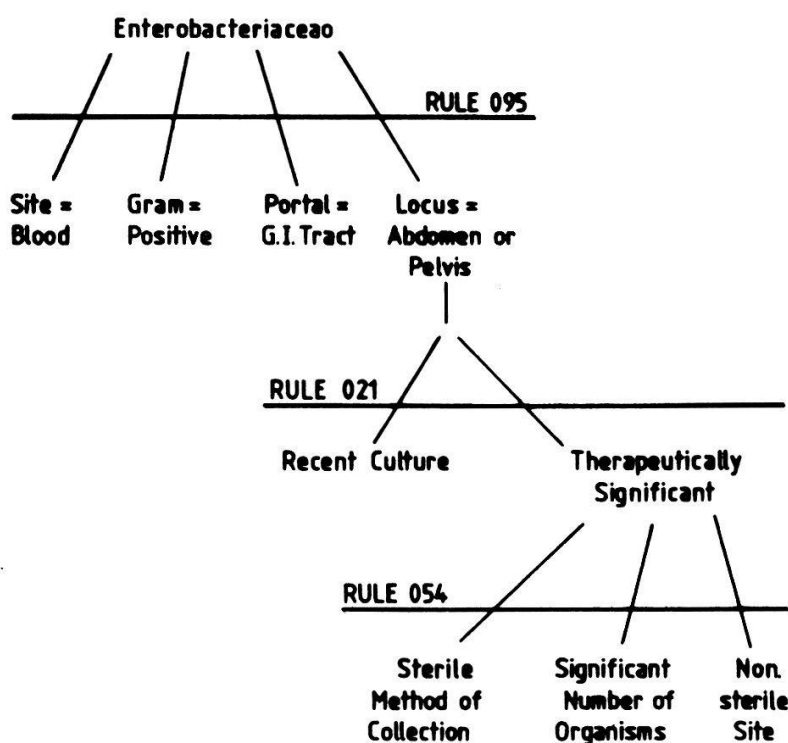 Enterobacteriaceao
RULE 095
Site =
Blood
Gram =
Positive
Portal =
G.I. Tract
Locus =
Abdomen or
Pelvis
RULE 021
Recent Culture
Therapeutically
Significant
RULE 054
Sterile
Method of
Collection
Significant
Number of
Organisms
Non.
sterile
Site